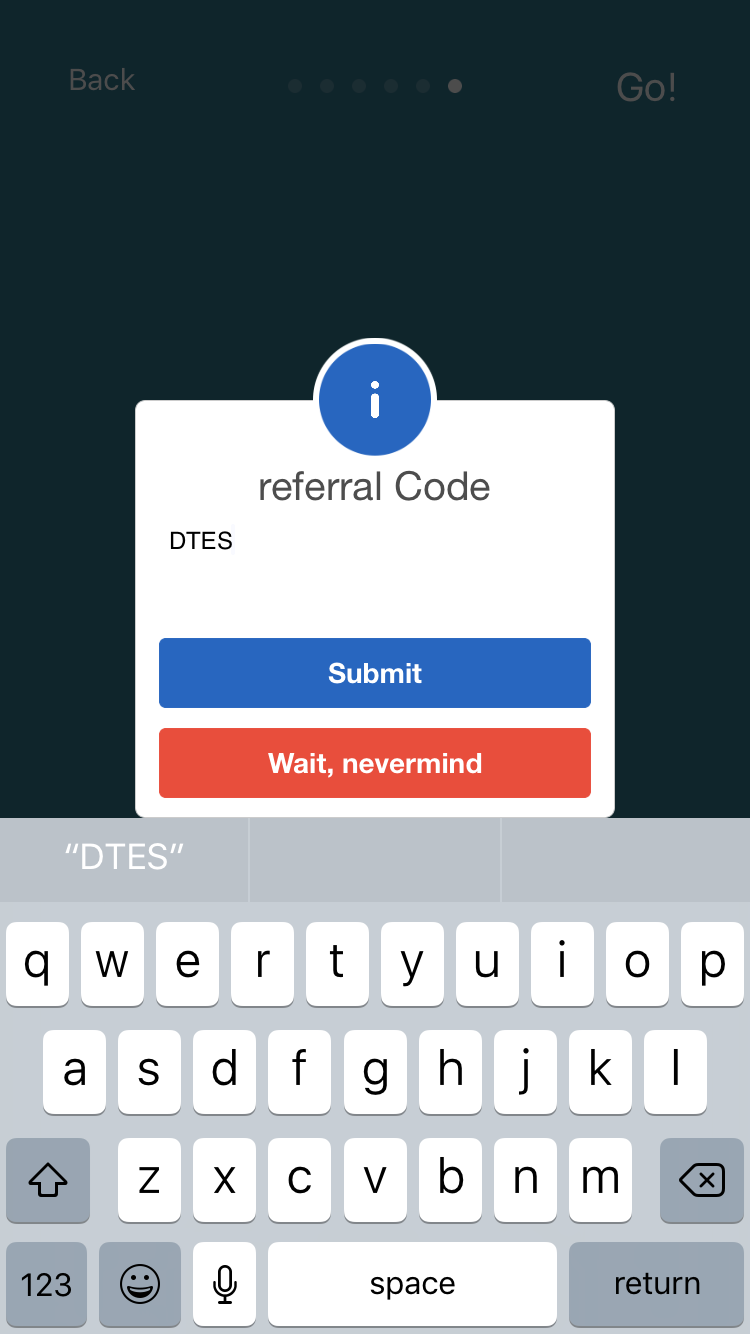 Back
Go!
i
referral Code
DTES
Submit
Wait, nevermind
“DTES”
q w e r t y u i o p
a s d f g h j k l
z x c v b n m
123 space return